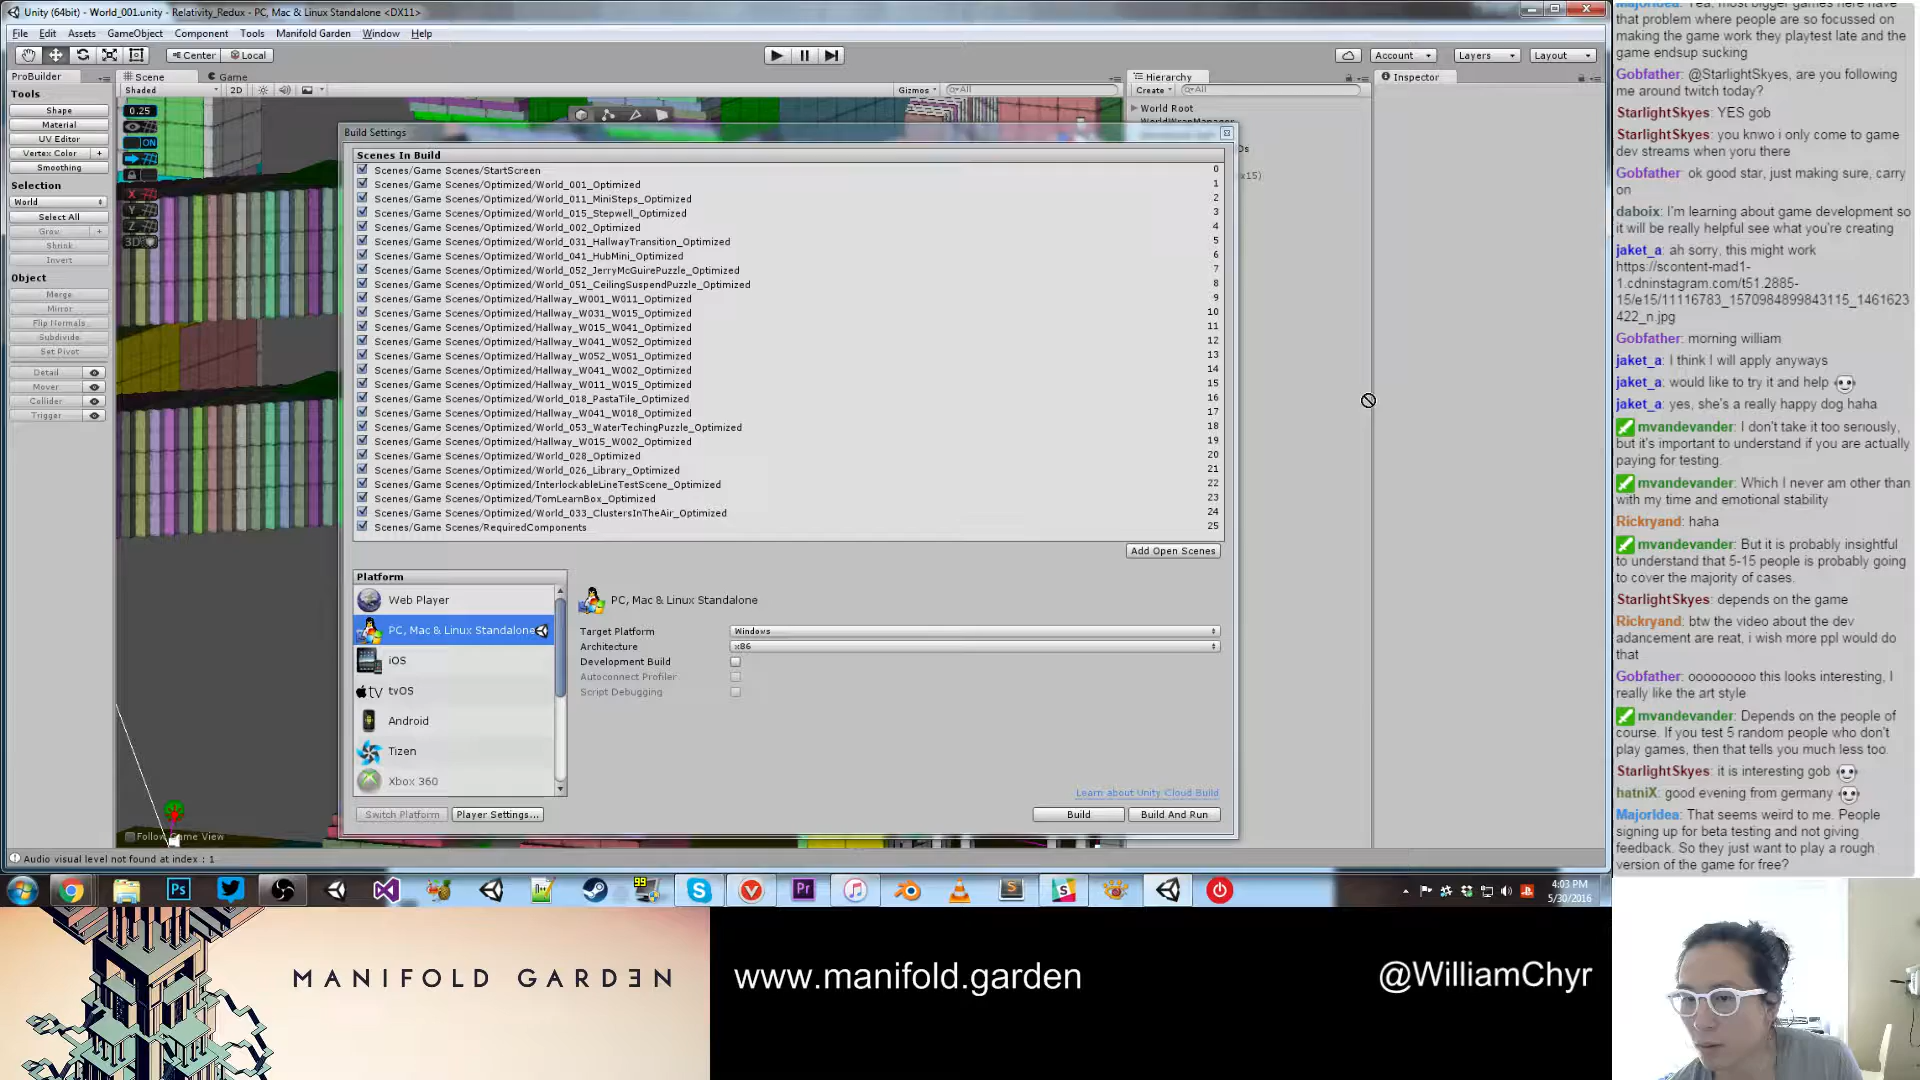 Unity (64bit) - World_001.unity - Relativity_Redux - PC, Mac & Linux Standalone <DX11>
File Edit Assets GameObject Component Tools Manifold Garden Window Help
Center Local
Account Layers Layout
ProBuilder
Tools
Shape
Material
UV Editor
Vertex Color +
Smoothing
Selection
World
Select All
Grow +
Shrink
Invert
Object
Merge
Mirror
Flip Normals
Subdivide
Set Pivot
Detail
Mover
Collider
Trigger
Scene Game
Shaded 2D Gizmos All
0.25
ON
X
Y
Z
3D
Follow Game View
Hierarchy
Create All
World Root
Inspector
Build Settings
Scenes In Build
Scenes/Game Scenes/StartScreen 0
Scenes/Game Scenes/Optimized/World_001_Optimized 1
Scenes/Game Scenes/Optimized/World_011_MiniSteps_Optimized 2
Scenes/Game Scenes/Optimized/World_015_Stepwell_Optimized 3
Scenes/Game Scenes/Optimized/World_002_Optimized 4
Scenes/Game Scenes/Optimized/World_031_HallwayTransition_Optimized 5
Scenes/Game Scenes/Optimized/World_041_HubMini_Optimized 6
Scenes/Game Scenes/Optimized/World_052_JerryMcGuirePuzzle_Optimized 7
Scenes/Game Scenes/Optimized/World_051_CeilingSuspendPuzzle_Optimized 8
Scenes/Game Scenes/Optimized/Hallway_W001_W011_Optimized 9
Scenes/Game Scenes/Optimized/Hallway_W031_W015_Optimized 10
Scenes/Game Scenes/Optimized/Hallway_W015_W041_Optimized 11
Scenes/Game Scenes/Optimized/Hallway_W041_W052_Optimized 12
Scenes/Game Scenes/Optimized/Hallway_W052_W051_Optimized 13
Scenes/Game Scenes/Optimized/Hallway_W041_W002_Optimized 14
Scenes/Game Scenes/Optimized/Hallway_W011_W015_Optimized 15
Scenes/Game Scenes/Optimized/World_018_PastaTile_Optimized 16
Scenes/Game Scenes/Optimized/Hallway_W041_W018_Optimized 17
Scenes/Game Scenes/Optimized/World_053_WaterTechingPuzzle_Optimized 18
Scenes/Game Scenes/Optimized/Hallway_W015_W002_Optimized 19
Scenes/Game Scenes/Optimized/World_028_Optimized 20
Scenes/Game Scenes/Optimized/World_026_Library_Optimized 21
Scenes/Game Scenes/Optimized/InterlockableLineTestScene_Optimized 22
Scenes/Game Scenes/Optimized/TomLearnBox_Optimized 23
Scenes/Game Scenes/Optimized/World_033_ClustersInTheAir_Optimized 24
Scenes/Game Scenes/RequiredComponents 25
Add Open Scenes
Platform
Web Player
PC, Mac & Linux Standalone
iOS
tv tvOS
Android
Tizen
Xbox 360
PC, Mac & Linux Standalone
Target Platform Windows
Architecture x86
Development Build
Autoconnect Profiler
Script Debugging
Learn about Unity Cloud Build
Switch Platform Player Settings... Build Build And Run
Audio visual level not found at index : 1
99
4:03 PM
5/30/2016
Majoridea: Yea, most bigger games here have
that problem where people are so focussed on
making the game work they playtest late and the
game endsup sucking
Gobfather: @StarlightSkyes, are you following
me around twitch today?
StarlightSkyes: YES gob
StarlightSkyes: you knwo i only come to game
dev streams when yoru there
Gobfather: ok good star, just making sure, carry
on
daboix: I'm learning about game development so
it will be really helpful see what you're creating
jaket_a: ah sorry, this might work
https://scontent-mad1-
1.cdninstagram.com/t51.2885-
15/e15/11116783_1570984899843115_1461623
422_n.jpg
Gobfather: morning william
jaket_a: I think I will apply anyways
jaket_a: would like to try it and help
jaket_a: yes, she's a really happy dog haha
mvandevander: I don't take it too seriously,
but it's important to understand if you are actually
paying for testing.
mvandevander: Which I never am other than
with my time and emotional stability
Rickryand: haha
mvandevander: But it is probably insightful
to understand that 5-15 people is probably going
to cover the majority of cases.
StarlightSkyes: depends on the game
Rickryand: btw the video about the dev
adancement are reat, i wish more ppl would do
that
Gobfather: ooooooooo this looks interesting, I
really like the art style
mvandevander: Depends on the people of
course. If you test 5 random people who don't
play games, then that tells you much less too.
StarlightSkyes: it is interesting gob
hatniX: good evening from germany
Majoridea: That seems weird to me. People
signing up for beta testing and not giving
feedback. So they just want to play a rough
version of the game for free?
MANIFOLD GARDEN
www.manifold.garden
@WilliamChyr